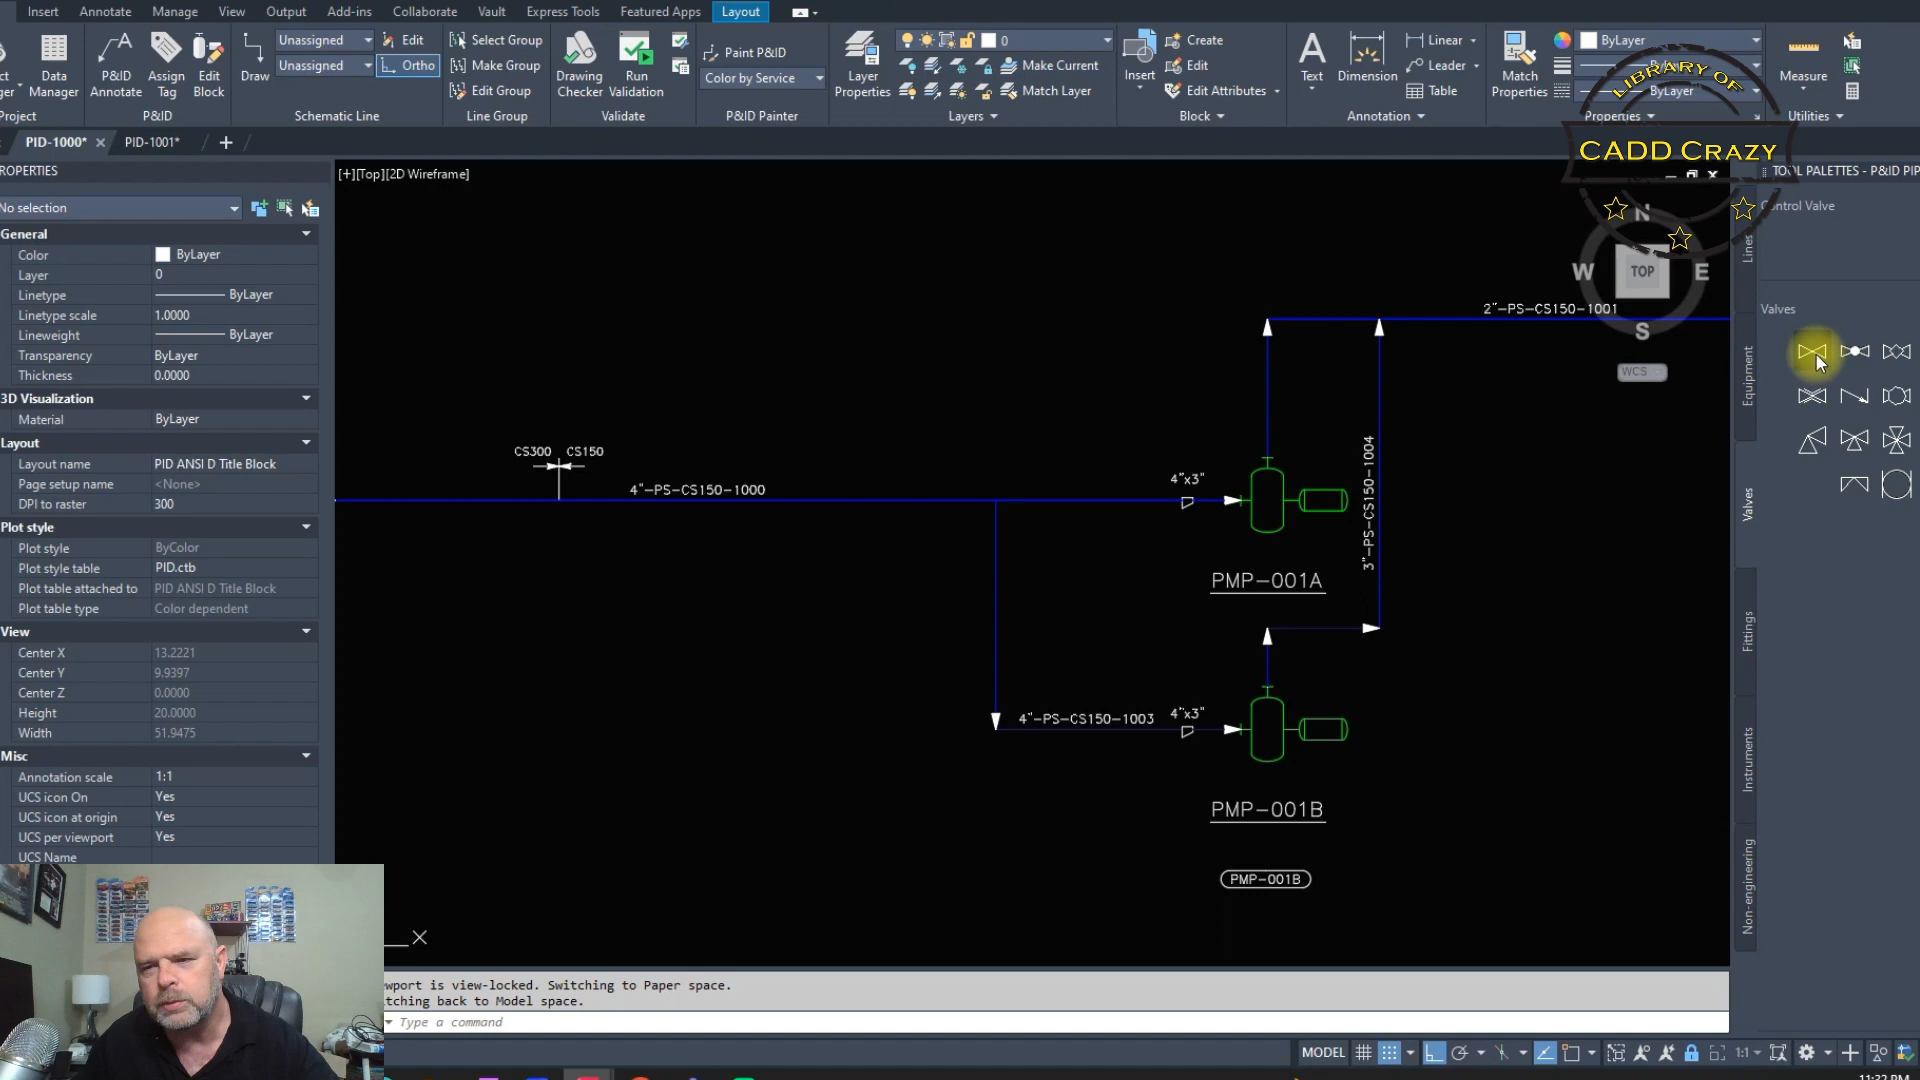 Insert Annotate Manage View Output Add-ins Collaborate Vault Express Tools Featured Apps Layout
Data Manager
P&ID Annotate
Assign Tag
Edit Block
Draw
Unassigned
Unassigned
Edit
Ortho
Select Group
Make Group
Edit Group
Drawing Checker
Run Validation
Paint P&ID
Color by Service
Layer Properties
0
Make Current
Match Layer
Insert
Create
Edit
Edit Attributes
Text
Dimension
Linear
Leader
Table
Match Properties
ByLayer
ByLayer
Measure
Project P&ID Schematic Line Line Group Validate P&ID Painter Layers Block Annotation Properties Utilities
LIBRARY OF
CADD CRAZY
PID-1000* PID-1001*
PROPERTIES
No selection
General
Color ByLayer
Layer 0
Linetype ByLayer
Linetype scale 1.0000
Lineweight ByLayer
Transparency ByLayer
Thickness 0.0000
3D Visualization
Material ByLayer
Layout
Layout name PID ANSI D Title Block
Page setup name <None>
DPI to raster 300
Plot style
Plot style ByColor
Plot style table PID.ctb
Plot table attached to PID ANSI D Title Block
Plot table type Color dependent
View
Center X 13.2221
Center Y 9.9397
Center Z 0.0000
Height 20.0000
Width 51.9475
Misc
Annotation scale 1:1
UCS icon On Yes
UCS icon at origin Yes
UCS per viewport Yes
UCS Name
[+][Top][2D Wireframe]
CS300 CS150
4"-PS-CS150-1000
4"x3"
PMP-001A
3"-PS-CS150-1004
2"-PS-CS150-1001
4"-PS-CS150-1003
4"x3"
PMP-001B
PMP-001B
N
W TOP E
S
WCS
TOOL PALETTES - P&ID PIP
Control Valve
Valves
Lines
Equipment
Valves
Fittings
Instruments
Non-engineering
X
wport is view-locked. Switching to Paper space.
tching back to Model space.
Type a command
MODEL
1:1
11:32 PM